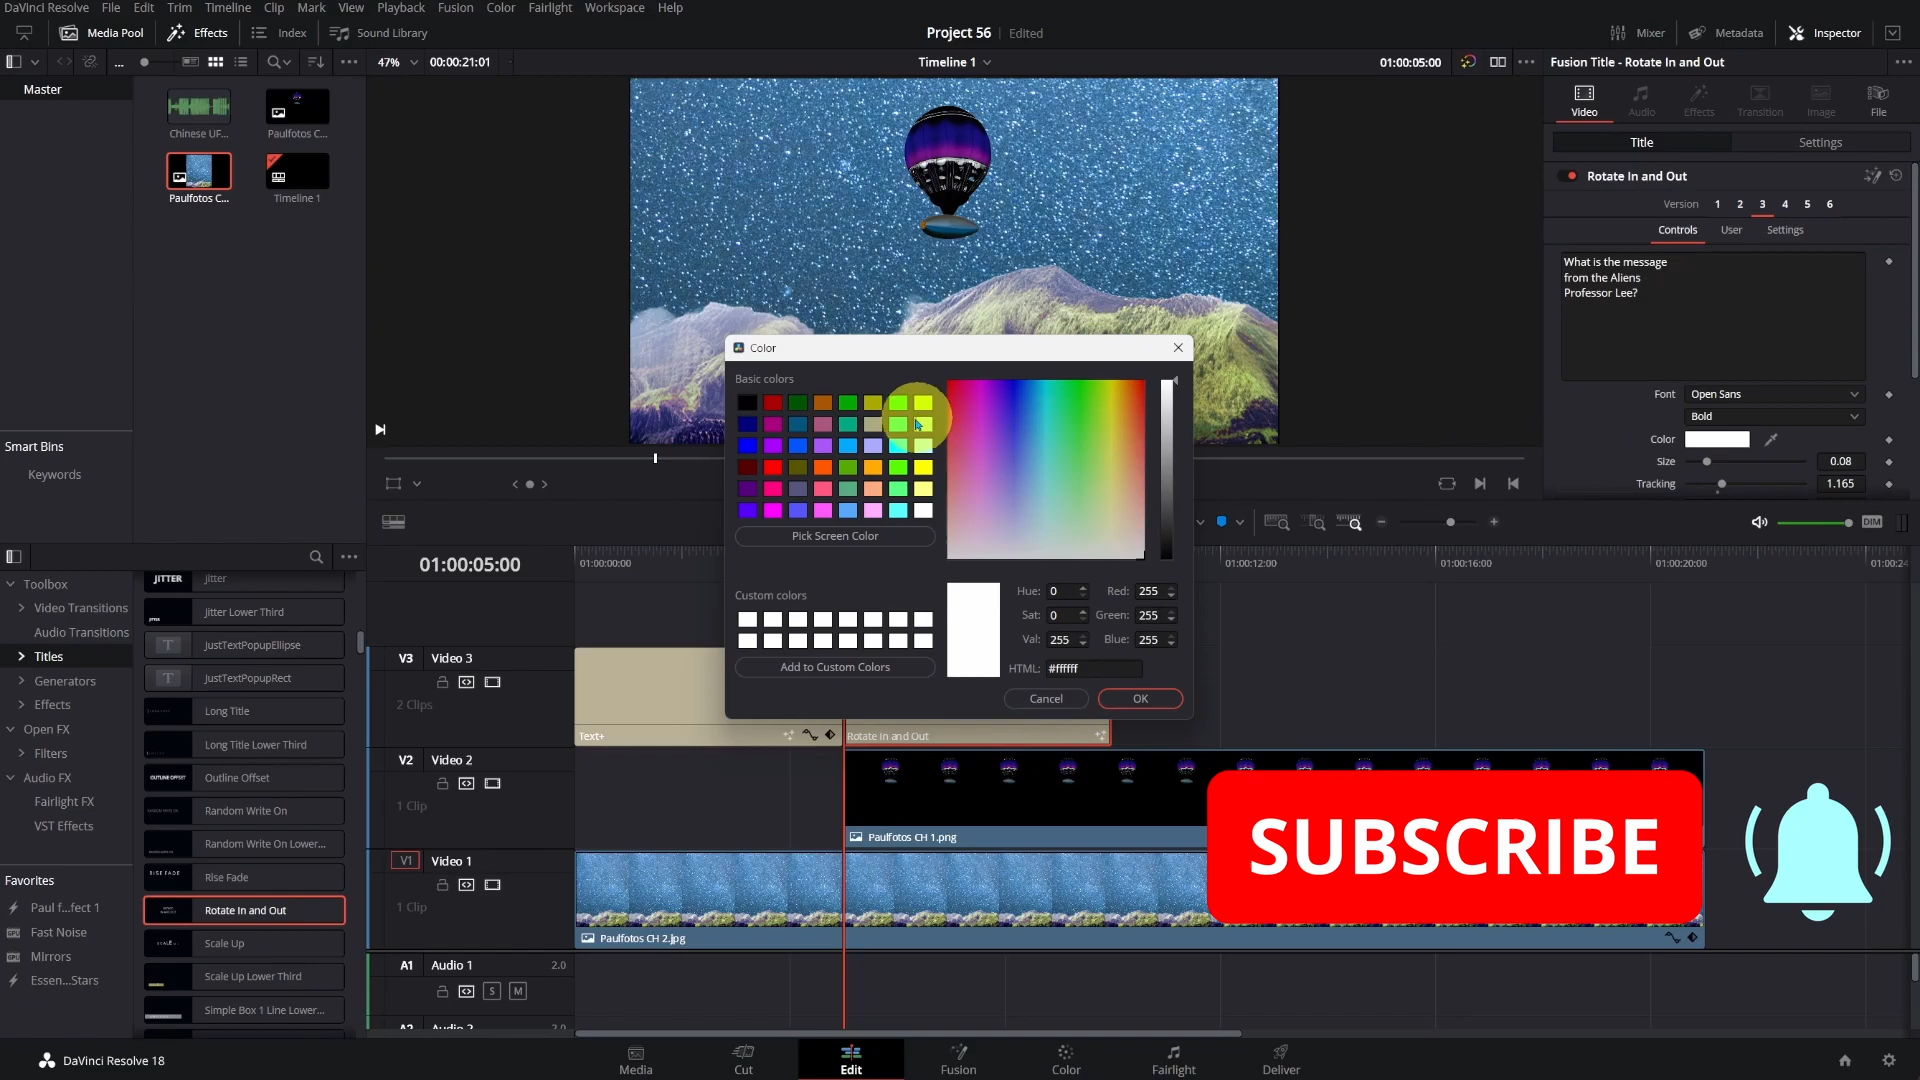 DaVinci Resolve File Edit Trim Timeline Clip Mark View Playback Fusion Color Fairlight Workspace Help
Media Pool Effects Index Sound Library Project 56 Edited Mixer Metadata Inspector
47% 00:00:21:01 Timeline 1 01:00:05:00 Fusion Title - Rotate In and Out
Master
Chinese UF...
Paulfotos C...
Paulfotos C...
Timeline 1
Smart Bins
Keywords
Video Audio Effects Transition Image File
Title Settings
Rotate In and Out
Version 1 2 3 4 5 6
Controls User Settings
What is the message
from the Aliens
Professor Lee?
Font Open Sans
Bold
Color
Size 0.08
Tracking 1.165
Color
Basic colors
Pick Screen Color
Custom colors
Add to Custom Colors
Hue: 0 Red: 255
Sat: 0 Green: 255
Val: 255 Blue: 255
HTML: #ffffff
Cancel OK
DIM
Toolbox
Video Transitions
Audio Transitions
Titles
Generators
Effects
Open FX
Filters
Audio FX
Fairlight FX
VST Effects
Favorites
Paul f...fect 1
Fast Noise
Mirrors
Essen...Stars
JITTER Jitter
Jitter Lower Third
T JustTextPopupEllipse
T JustTextPopupRect
Long Title
Long Title Lower Third
OUTLINE OFFSET Outline Offset
Random Write On
Random Write On Lower...
RISE FADE Rise Fade
Rotate In and Out
Scale Up
Scale Up Lower Third
Simple Box 1 Line Lower...
01:00:05:00 01:00:00:00 01:00:12:00 01:00:16:00 01:00:20:00 01:00:24
V3 Video 3
2 Clips
Text+ Rotate In and Out
V2 Video 2
1 Clip
Paulfotos CH 1.png
V1 Video 1
1 Clip
Paulfotos CH 2.jpg
A1 Audio 1 2.0
S M
A2 Audio 2 2.0
SUBSCRIBE
DaVinci Resolve 18
Media Cut Edit Fusion Color Fairlight Deliver